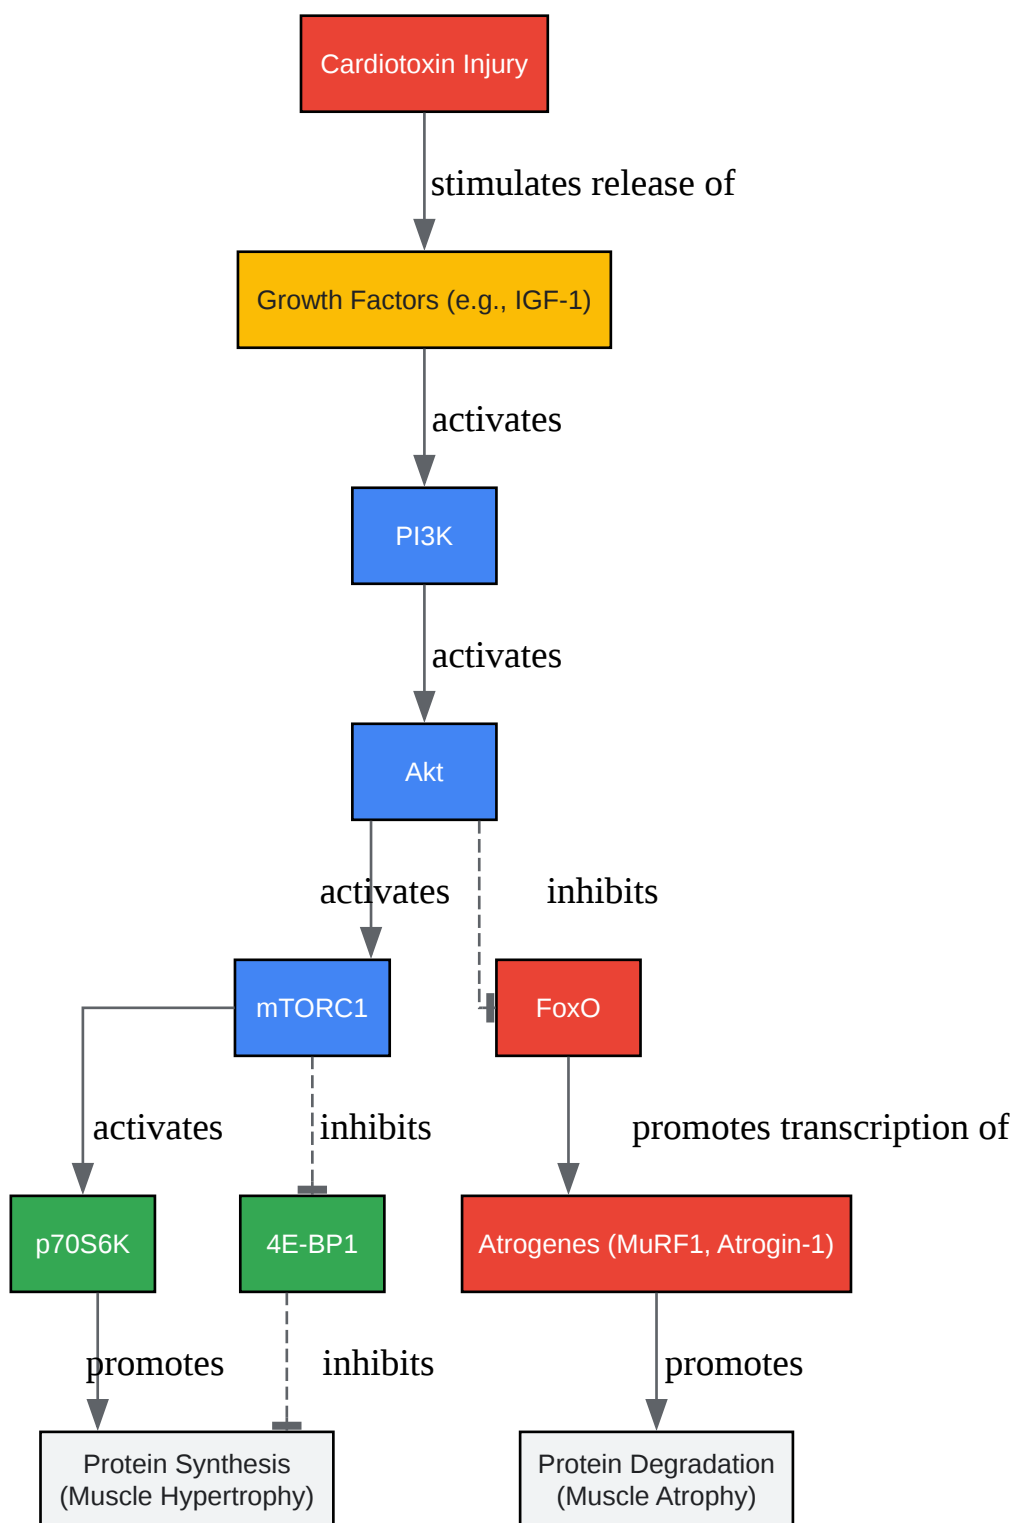 Cardiotoxin Injury
stimulates release of
Growth Factors (e.g., IGF-1)
activates
PI3K
activates
Akt
activates
inhibits
mTORC1
FoxO
activates
inhibits
promotes transcription of
p70S6K
4E-BP1
Atrogenes (MuRF1, Atrogin-1)
promotes
inhibits
promotes
Protein Synthesis
(Muscle Hypertrophy)
Protein Degradation
(Muscle Atrophy)